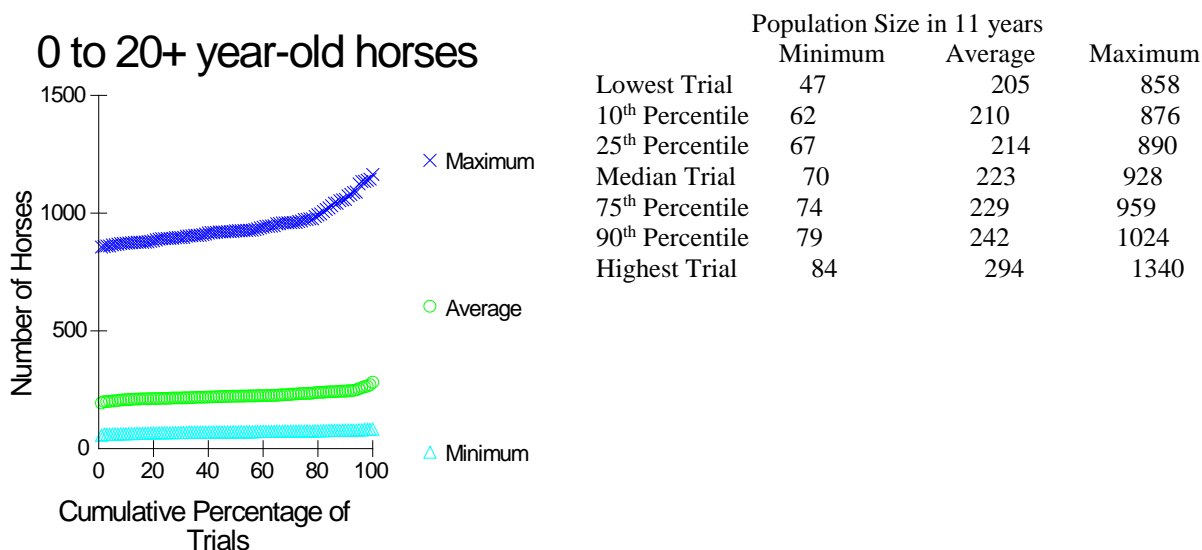 0 to 20+ year-old horses
1500
1000
500
0
0 20 40 60 80 100
Number of Horses
Cumulative Percentage of
Trials
Maximum
Average
Minimum
Population Size in 11 years
Minimum Average Maximum
Lowest Trial 47 205 858
10th Percentile 62 210 876
25th Percentile 67 214 890
Median Trial 70 223 928
75th Percentile 74 229 959
90th Percentile 79 242 1024
Highest Trial 84 294 1340